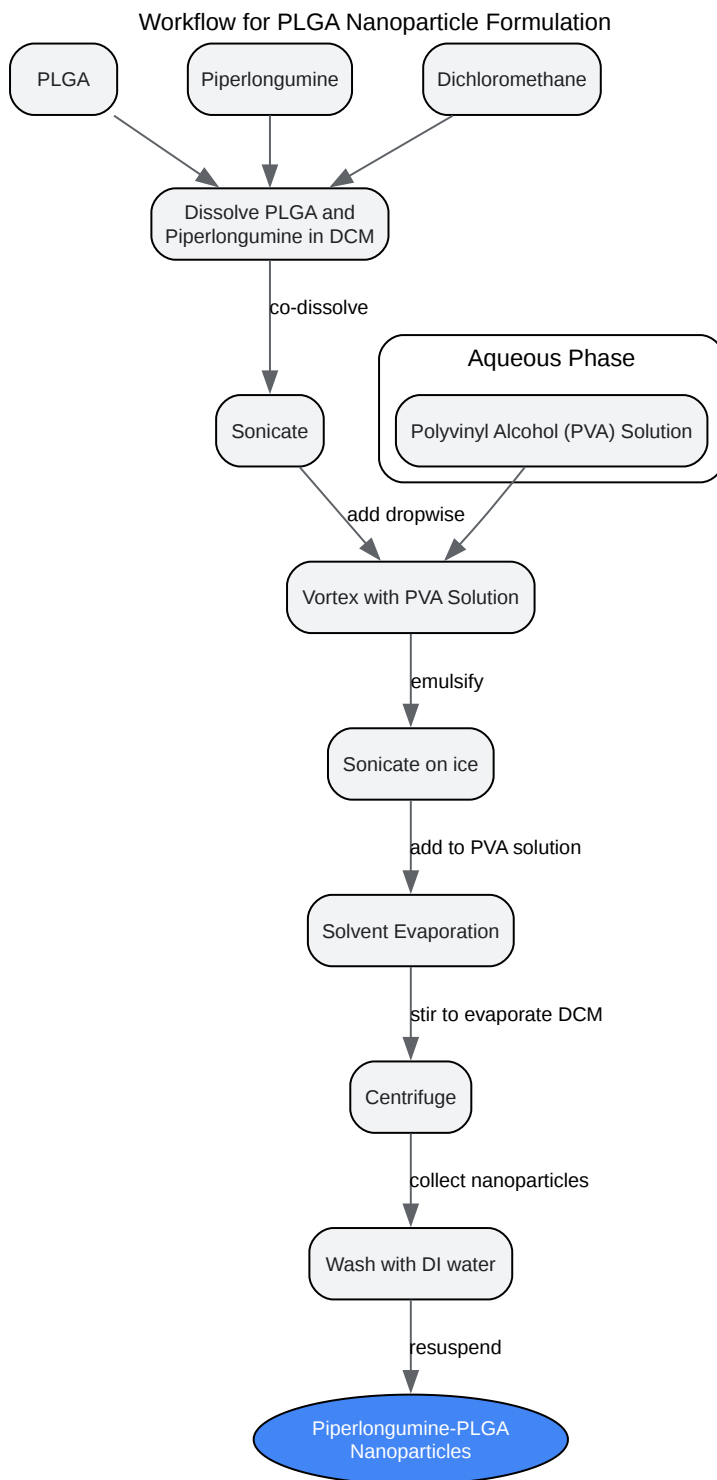 Workflow for PLGA Nanoparticle Formulation
PLGA
Piperlongumine
Dichloromethane
Dissolve PLGA and
Piperlongumine in DCM
co-dissolve
Aqueous Phase
Sonicate
Polyvinyl Alcohol (PVA) Solution
add dropwise
Vortex with PVA Solution
emulsify
Sonicate on ice
add to PVA solution
Solvent Evaporation
stir to evaporate DCM
Centrifuge
collect nanoparticles
Wash with DI water
resuspend
Piperlongumine-PLGA
Nanoparticles